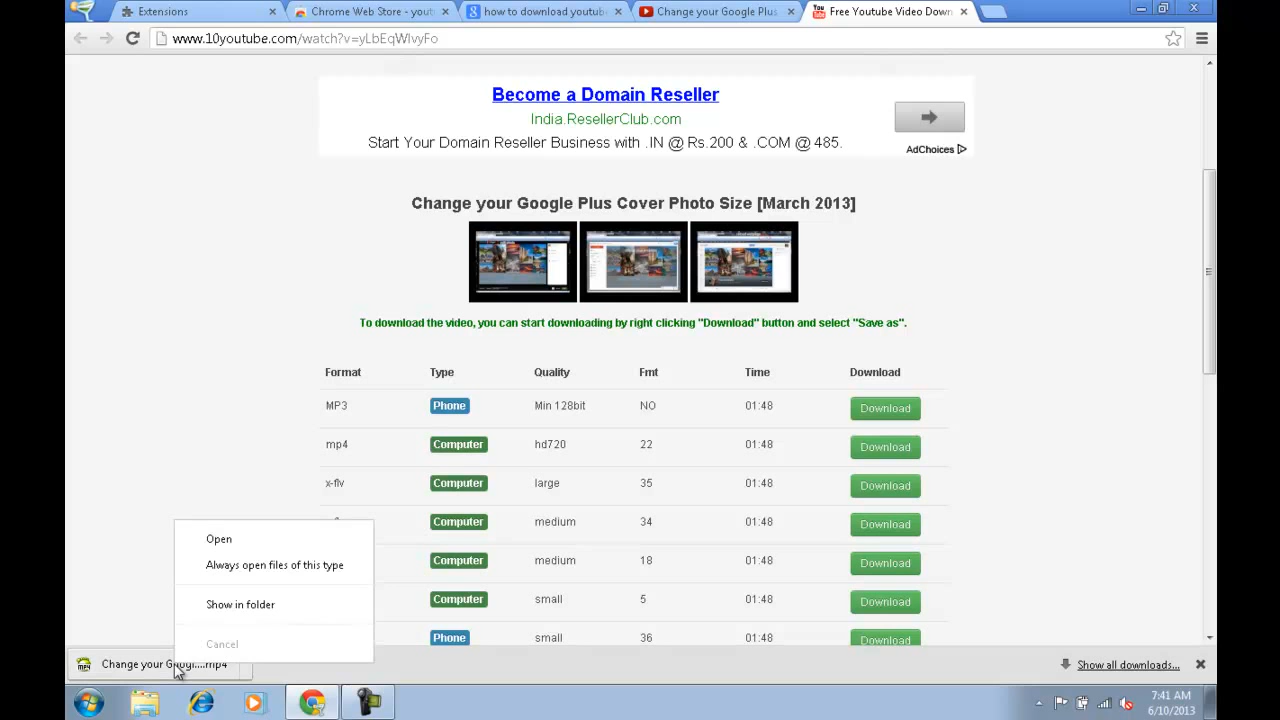 Extensions
Chrome Web Store - yout
how to download youtub
Change your Google Plus
Free Youtube Video Down
www.10youtube.com/watch?v=yLbEqWIvyFo
Become a Domain Reseller
India.ResellerClub.com
Start Your Domain Reseller Business with .IN @ Rs.200 & .COM @ 485.
AdChoices
Change your Google Plus Cover Photo Size [March 2013]
To download the video, you can start downloading by right clicking "Download" button and select "Save as".
Format Type Quality Fmt Time Download
MP3 Phone Min 128bit NO 01:48 Download
mp4 Computer hd720 22 01:48 Download
x-flv Computer large 35 01:48 Download
Computer medium 34 01:48 Download
Computer medium 18 01:48 Download
Computer small 5 01:48 Download
Phone small 36 01:48 Download
Open
Always open files of this type
Show in folder
Cancel
Change your Googl....mp4
Show all downloads...
7:41 AM
6/10/2013